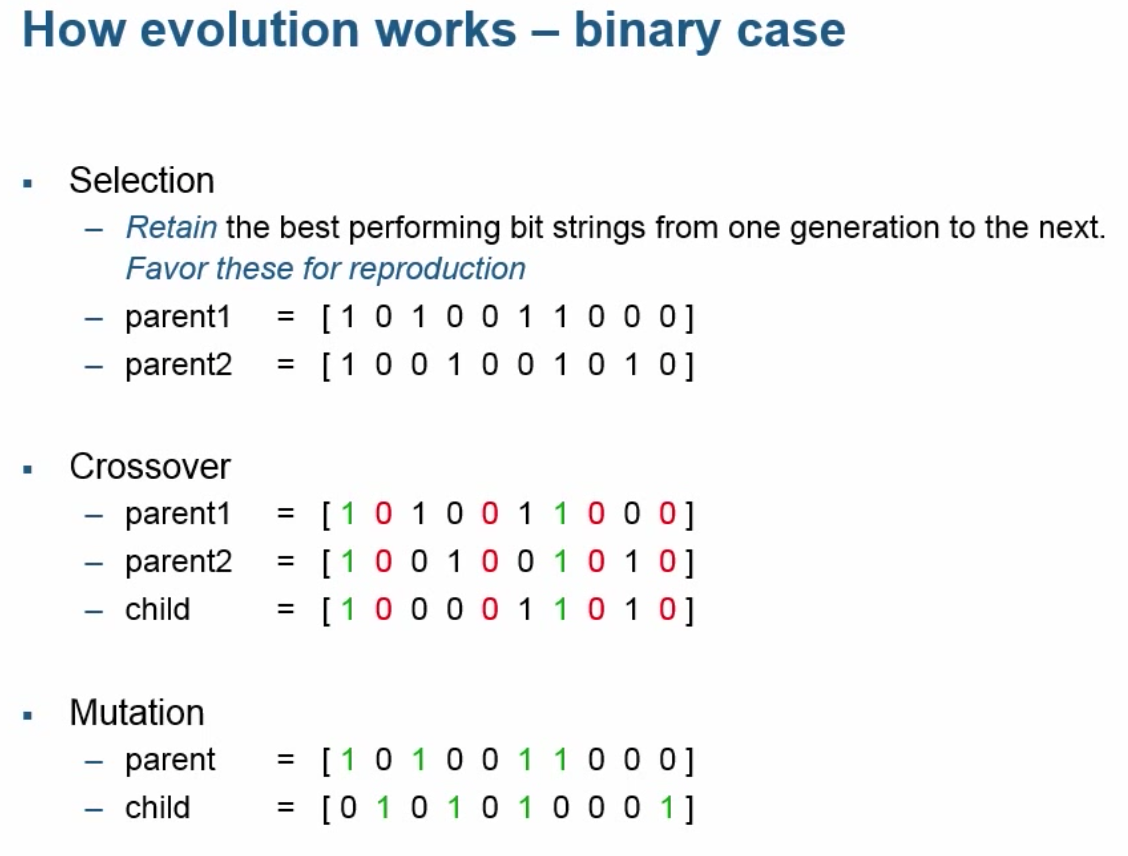 How evolution works – binary case
▪ Selection
– Retain the best performing bit strings from one generation to the next.
Favor these for reproduction
– parent1 = [ 1 0 1 0 0 1 1 0 0 0 ]
– parent2 = [ 1 0 0 1 0 0 1 0 1 0 ]
▪ Crossover
– parent1 = [ 1 0 1 0 0 1 1 0 0 0 ]
– parent2 = [ 1 0 0 1 0 0 1 0 1 0 ]
– child = [ 1 0 0 0 0 1 1 0 1 0 ]
▪ Mutation
– parent = [ 1 0 1 0 0 1 1 0 0 0 ]
– child = [ 0 1 0 1 0 1 0 0 0 1 ]